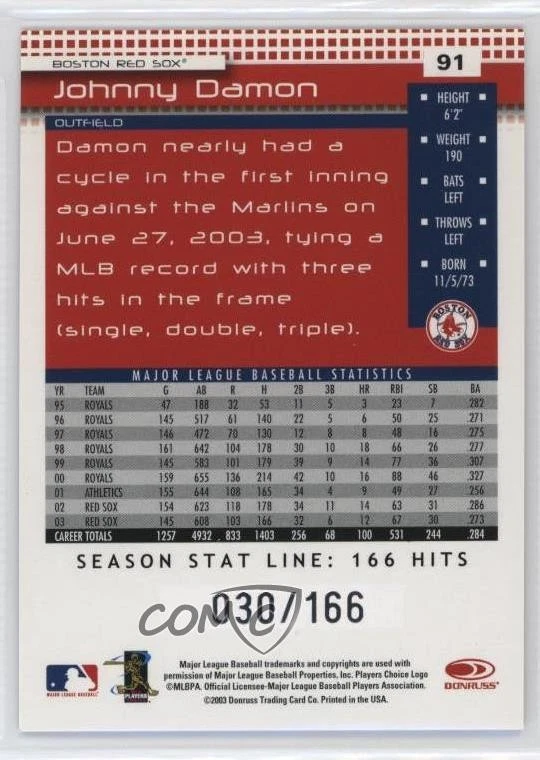 BOSTON RED SOX®
91
Johnny Damon
OUTFIELD
Damon nearly had a
cycle in the first inning
against the Marlins on
June 27, 2003, tying a
MLB record with three
hits in the frame
(single, double, triple).
HEIGHT
6'2"
WEIGHT
190
BATS
LEFT
THROWS
LEFT
BORN
11/5/73
BOSTON
RED SOX
MAJOR LEAGUE BASEBALL STATISTICS
YR TEAM G AB R H 2B 3B HR RBI SB BA
95 ROYALS 47 188 32 53 11 5 3 23 7 .282
96 ROYALS 145 517 61 140 22 5 6 50 25 .271
97 ROYALS 146 472 70 130 12 8 8 48 16 .275
98 ROYALS 161 642 104 178 30 10 18 66 26 .277
99 ROYALS 145 583 101 179 39 9 14 77 36 .307
00 ROYALS 159 655 136 214 42 10 16 88 46 .327
01 ATHLETICS 155 644 108 165 34 4 9 49 27 .256
02 RED SOX 154 623 118 178 34 11 14 63 31 .286
03 RED SOX 145 608 103 166 32 6 12 67 30 .273
CAREER TOTALS 1257 4932 833 1403 256 68 100 531 244 .284
SEASON STAT LINE: 166 HITS
030/166
COMC
Major League Baseball trademarks and copyrights are used with
permission of Major League Baseball Properties, Inc. Players Choice Logo
©MLBPA. Official Licensee-Major League Baseball Players Association.
©2003 Donruss Trading Card Co. Printed in the USA.
MAJOR LEAGUE BASEBALL
PLAYERS
DONRUSS